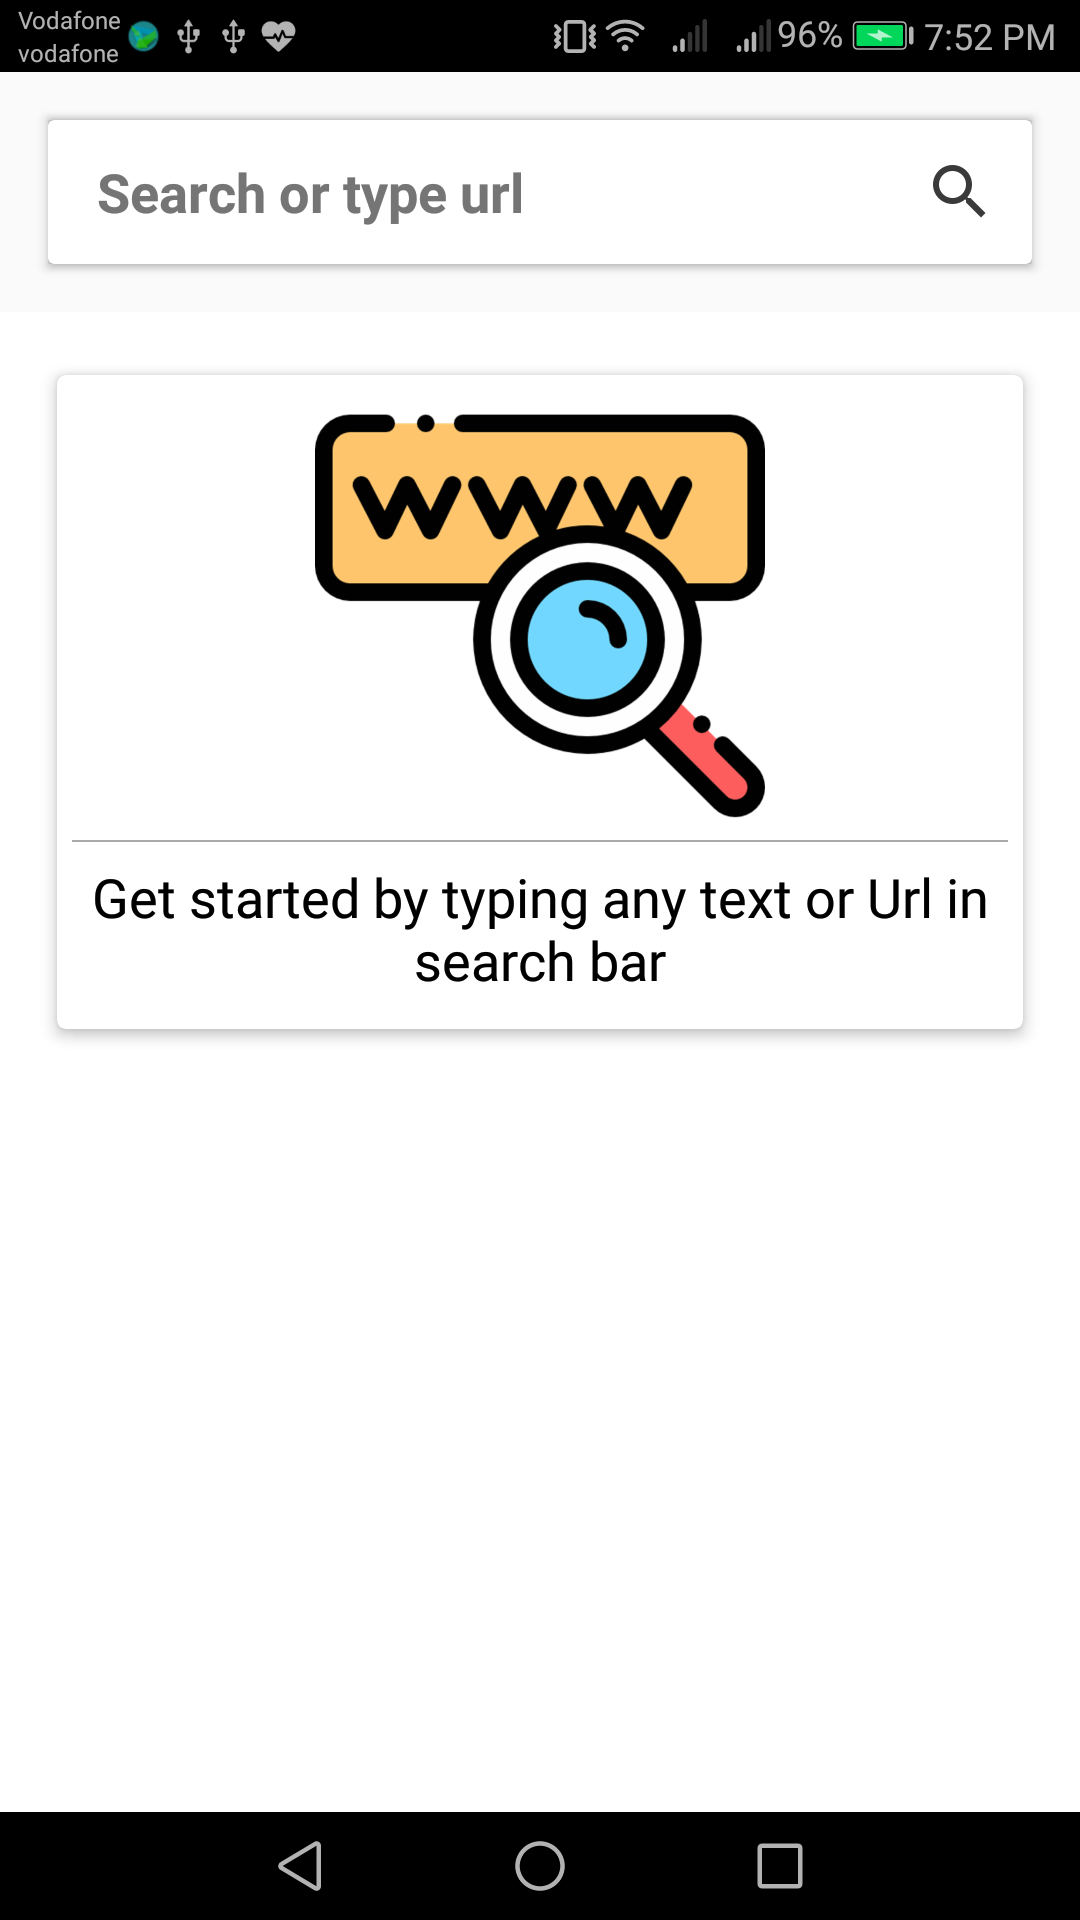 Vodafone
vodafone
96% 7:52 PM
Search or type url
www
Get started by typing any text or Url in
search bar